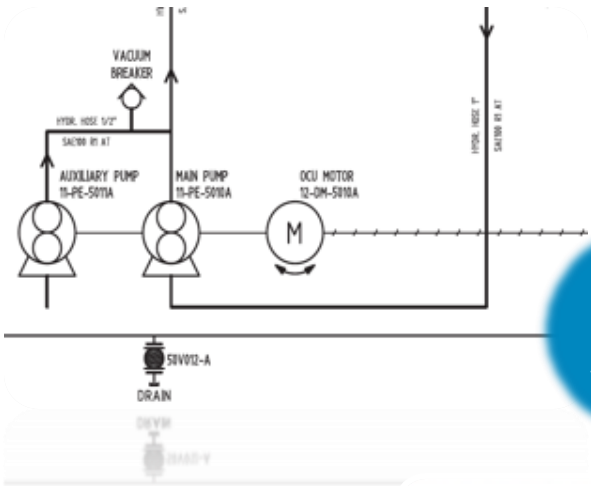 VACUUM
BREAKER
HYDR. HOSE 1/2"
SAE100 R1 AT
HYDR. HOSE 1"
SAE100 R1 AT
AUXILIARY PUMP
11-PE-5011A
MAIN PUMP
11-PE-5010A
OCU MOTOR
12-DM-5010A
M
50V012-A
DRAIN